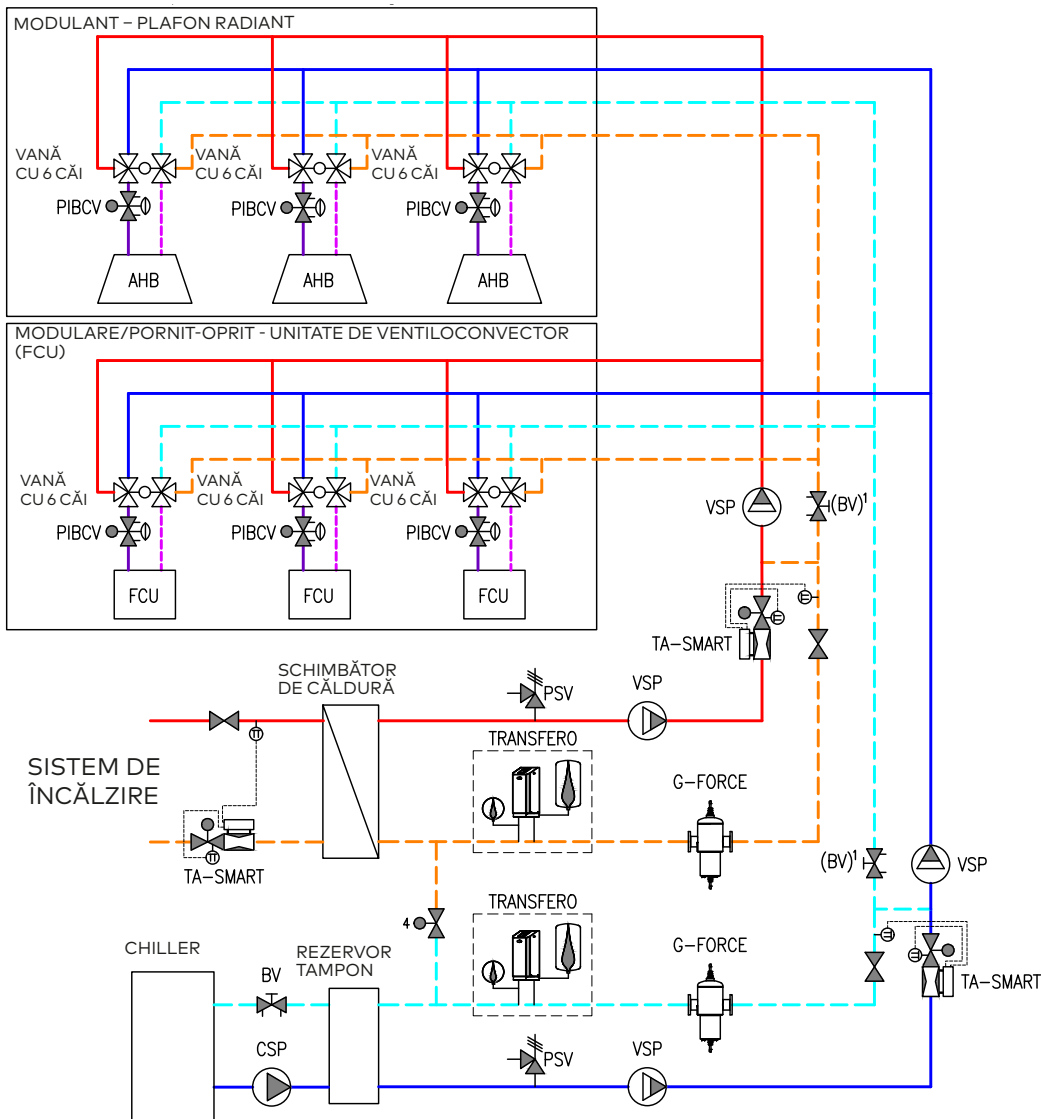 MODULANT – PLAFON RADIANT
VANĂ
CU 6 CĂI
VANĂ
CU 6 CĂI
VANĂ
CU 6 CĂI
PIBCV
PIBCV
PIBCV
AHB
AHB
AHB
MODULARE/PORNIT-OPRIT - UNITATE DE VENTILOCONVECTOR
(FCU)
VANĂ
CU 6 CĂI
VANĂ
CU 6 CĂI
VANĂ
CU 6 CĂI
PIBCV
PIBCV
PIBCV
FCU
FCU
FCU
VSP
(BV)¹
TA-SMART
SCHIMBĂTOR
DE CĂLDURĂ
PSV
VSP
TRANSFERO
G-FORCE
SISTEM DE
ÎNCĂLZIRE
TA-SMART
(BV)¹
VSP
4
TRANSFERO
G-FORCE
CHILLER
REZERVOR
TAMPON
BV
TA-SMART
CSP
PSV
VSP